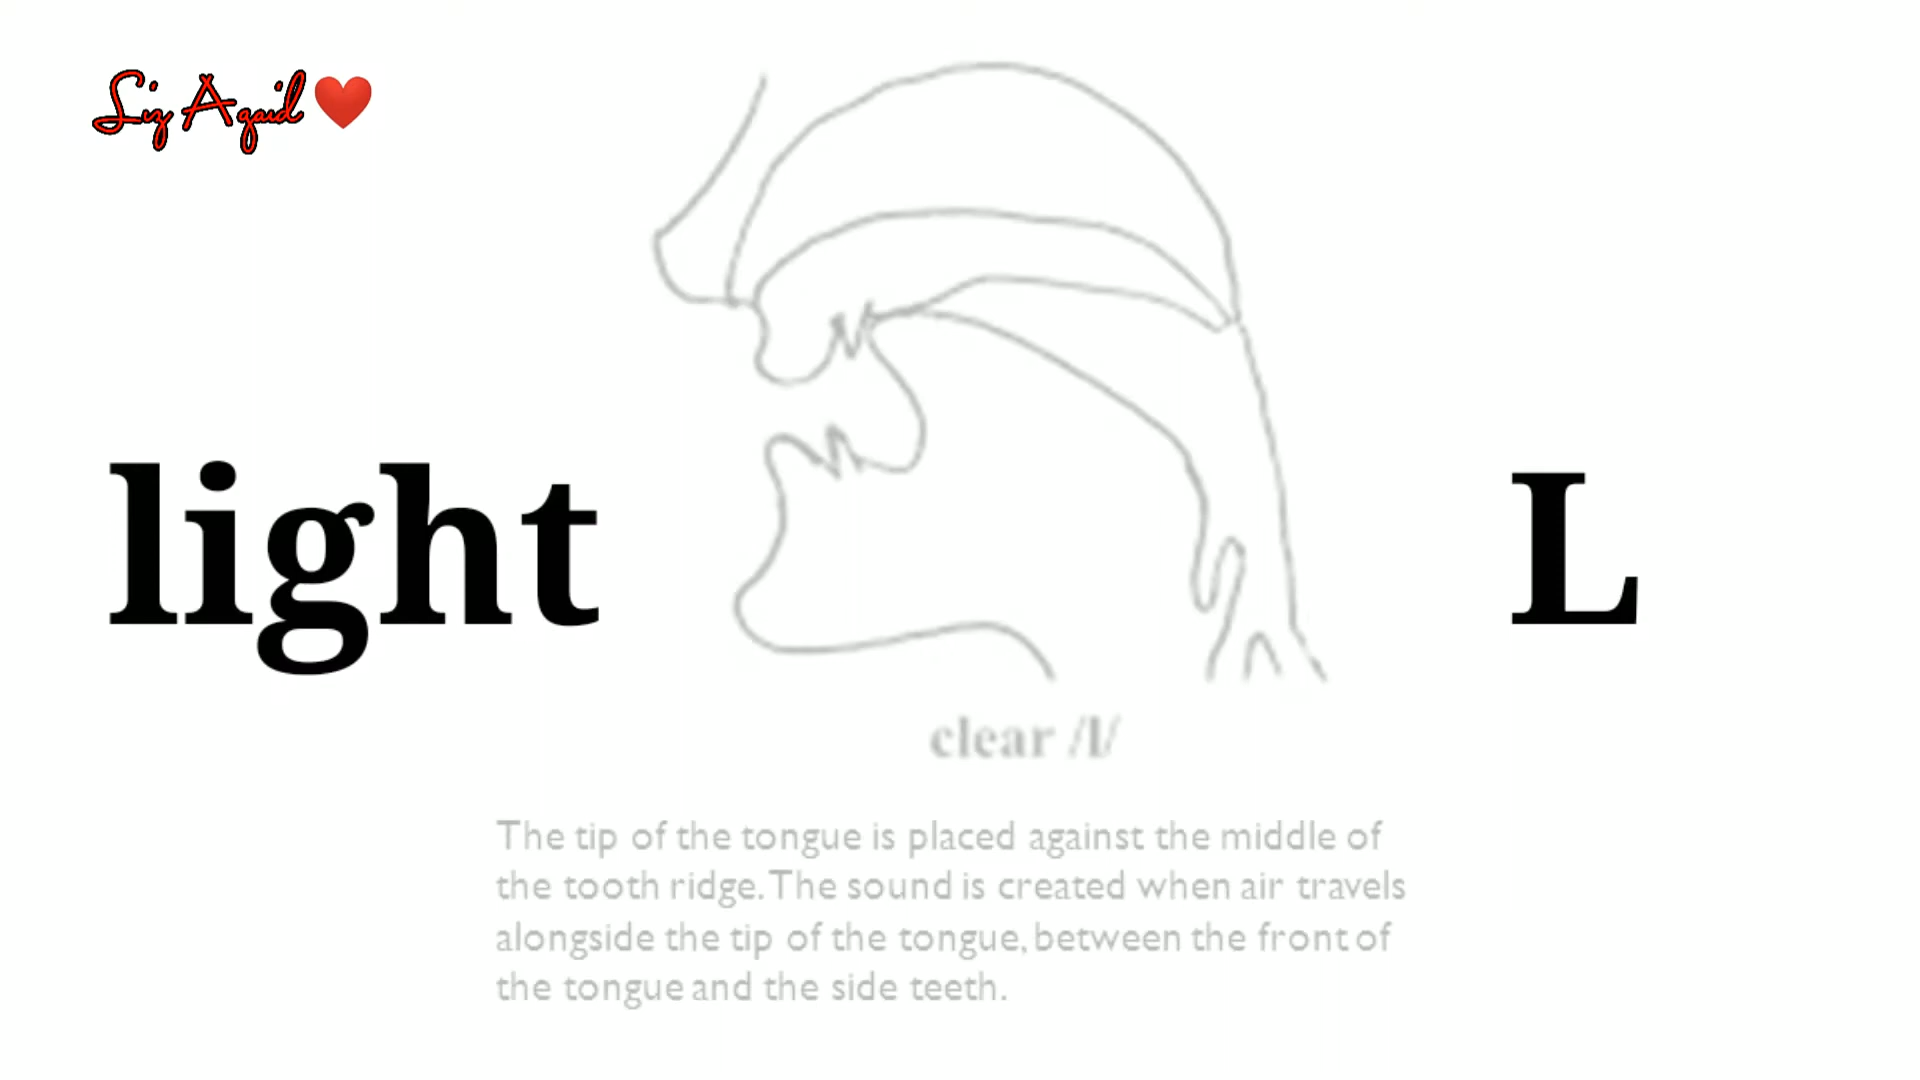 Liz Agaid
light
L
clear /l/
The tip of the tongue is placed against the middle of
the tooth ridge. The sound is created when air travels
alongside the tip of the tongue, between the front of
the tongue and the side teeth.